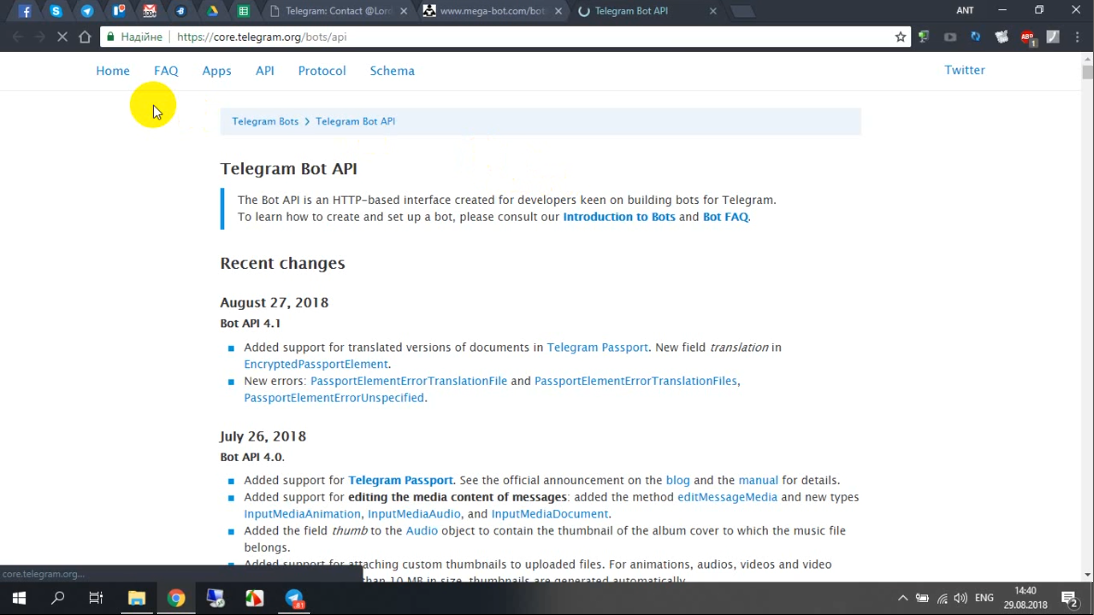 Telegram: Contact @Lord
www.mega-bot.com/bot
Telegram Bot API
ANT
Надійне
https://core.telegram.org/bots/api
Home FAQ Apps API Protocol Schema Twitter
Telegram Bots Telegram Bot API
Telegram Bot API
The Bot API is an HTTP-based interface created for developers keen on building bots for Telegram.
To learn how to create and set up a bot, please consult our Introduction to Bots and Bot FAQ.
Recent changes
August 27, 2018
Bot API 4.1
Added support for translated versions of documents in Telegram Passport. New field translation in
EncryptedPassportElement.
New errors: PassportElementErrorTranslationFile and PassportElementErrorTranslationFiles,
PassportElementErrorUnspecified.
July 26, 2018
Bot API 4.0.
Added support for Telegram Passport. See the official announcement on the blog and the manual for details.
Added support for editing the media content of messages: added the method editMessageMedia and new types
InputMediaAnimation, InputMediaAudio, and InputMediaDocument.
Added the field thumb to the Audio object to contain the thumbnail of the album cover to which the music file
belongs.
Added support for attaching custom thumbnails to uploaded files. For animations, audios, videos and video
than 10 MB in size, thumbnails are generated automatically.
core.telegram.org...
ENG
14:40
29.08.2018
2